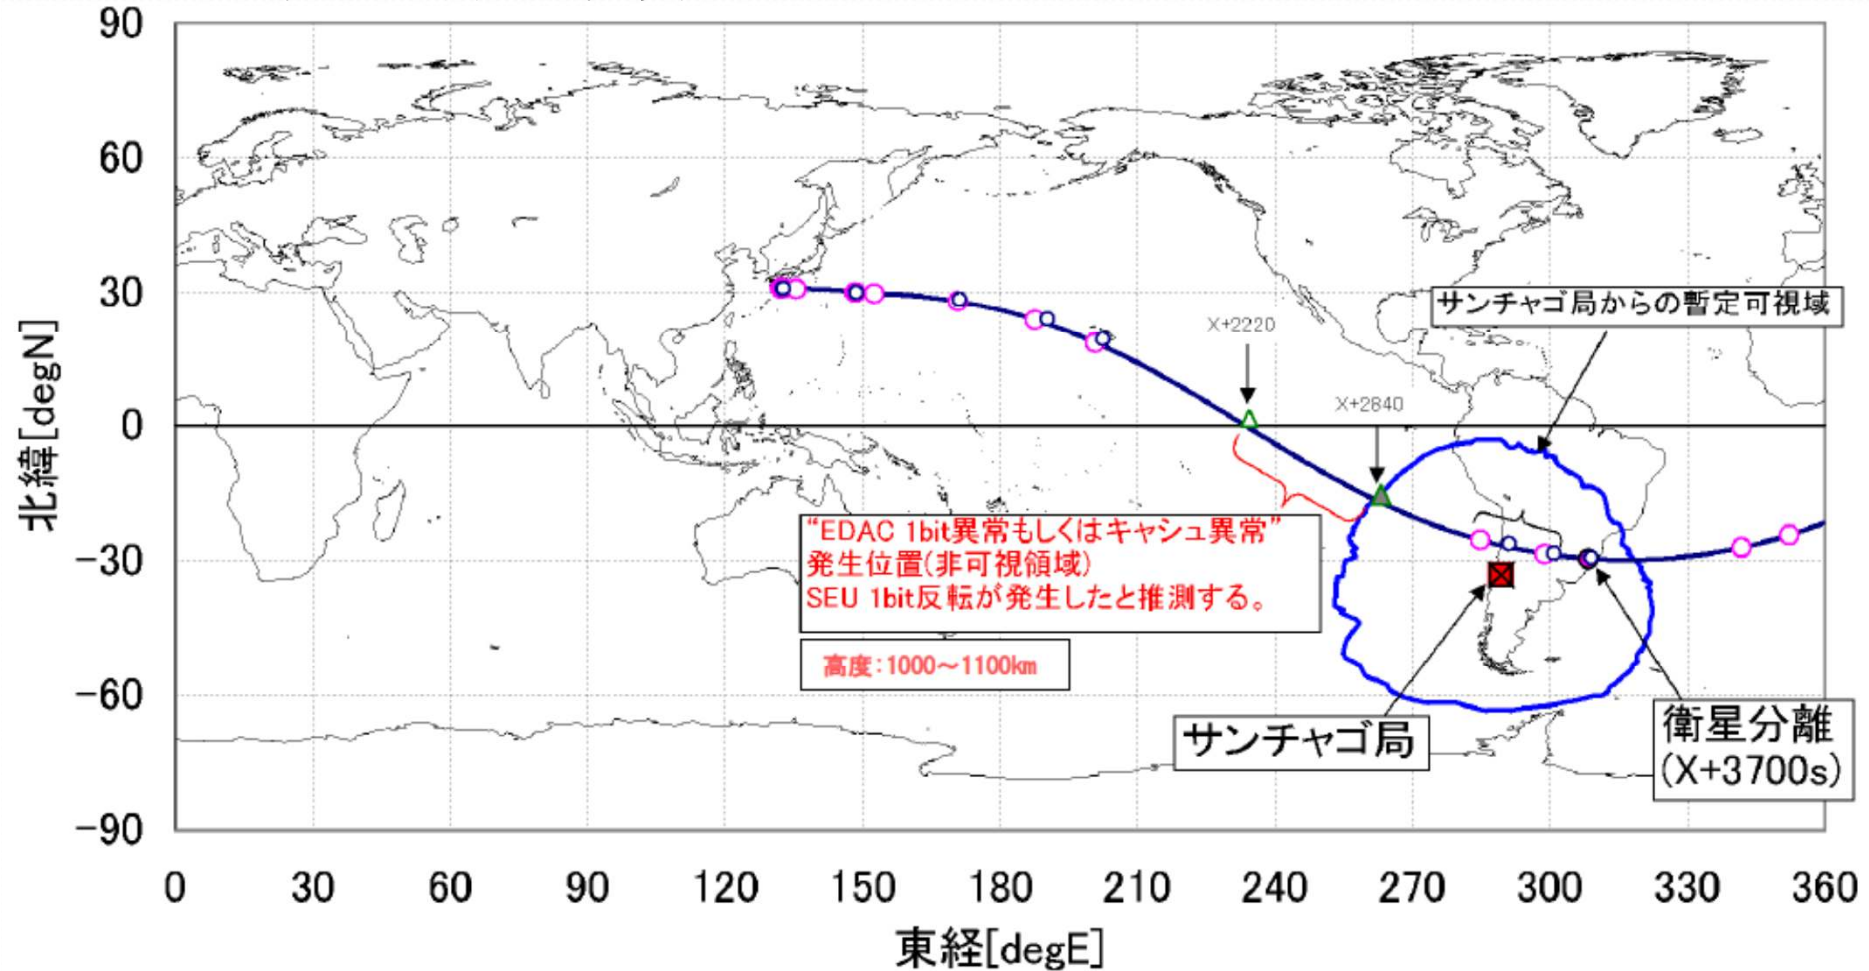 90
60
30
0
−30
−60
−90
北緯[degN]
X+2220
X+2840
サンチャゴ局からの暫定可視域
“EDAC 1bit異常もしくはキャシュ異常”
発生位置(非可視領域)
SEU 1bit反転が発生したと推測する。
高度:1000～1100km
サンチャゴ局
衛星分離
(X+3700s)
0 30 60 90 120 150 180 210 240 270 300 330 360
東経[degE]